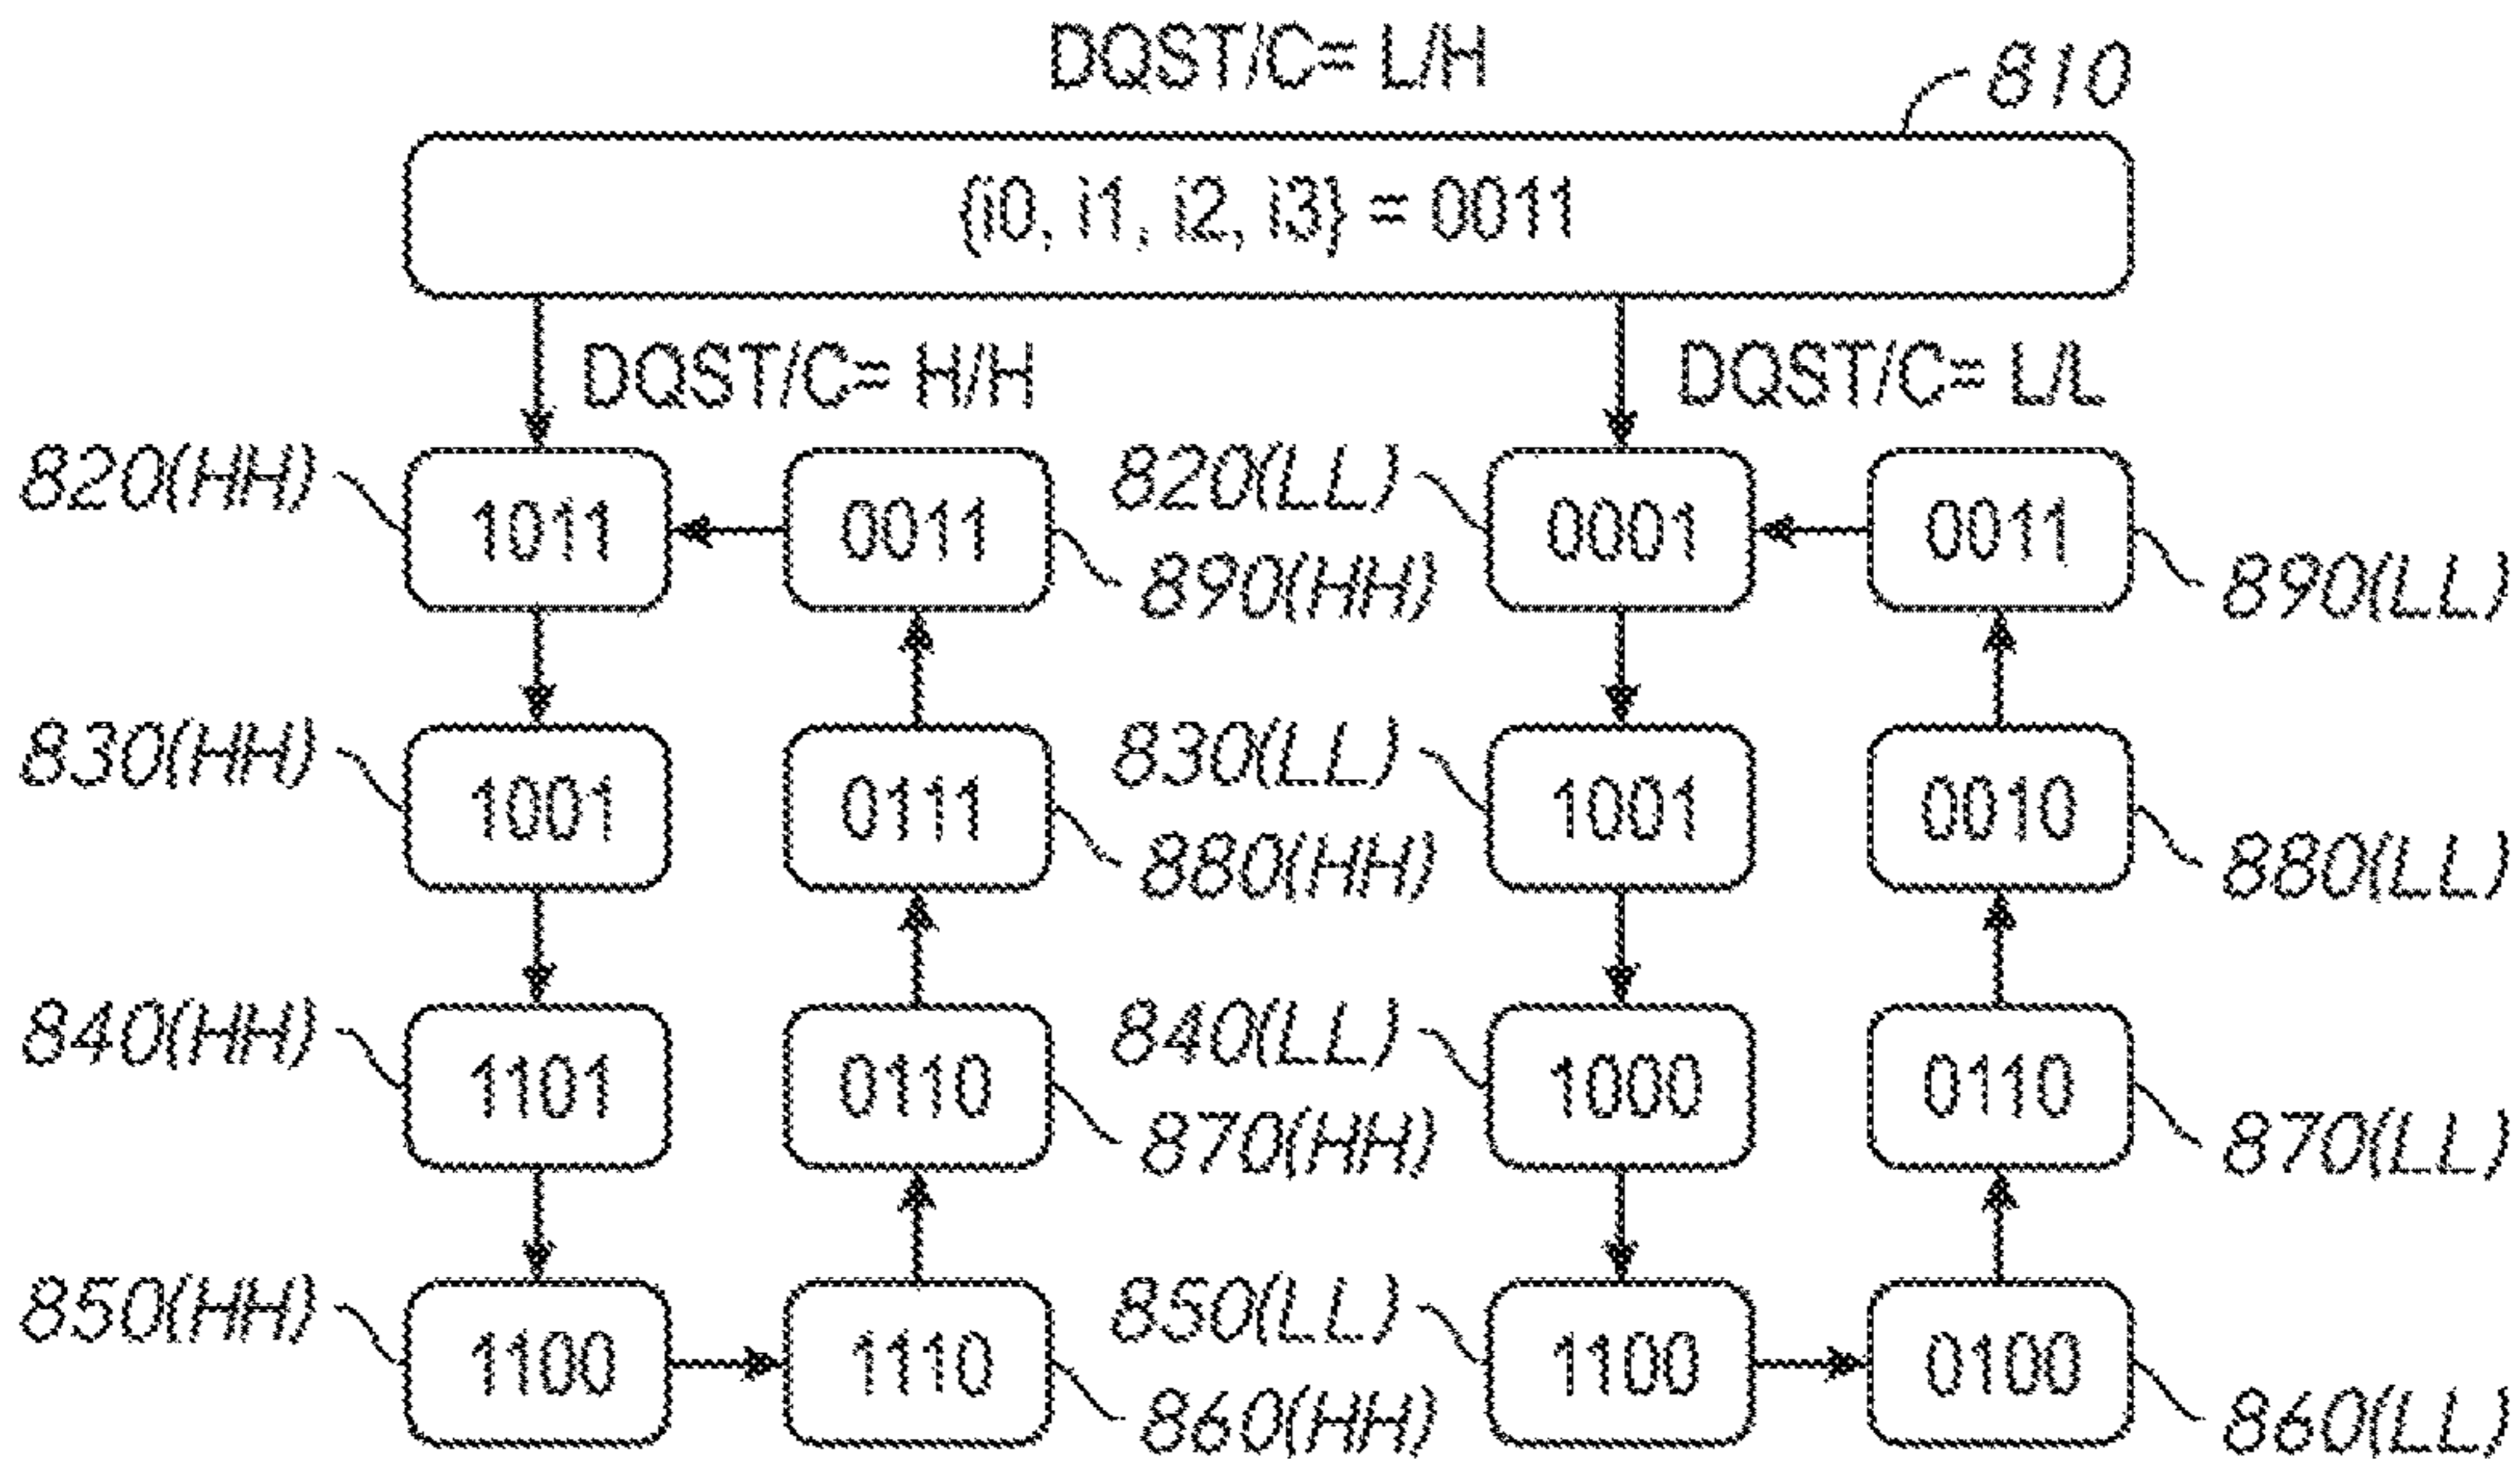 DQST/C= L/H
810
{i0, i1, i2, i3} = 0011
DQST/C= H/H
DQST/C= L/L
820(HH)
1011
0011
820(LL)
0001
0011
890(HH)
890(LL)
830(HH)
1001
0111
830(LL)
1001
0010
880(HH)
880(LL)
840(HH)
1101
0110
840(LL)
1000
0110
870(HH)
870(LL)
850(HH)
1100
1110
850(LL)
1100
0100
860(HH)
860(LL)